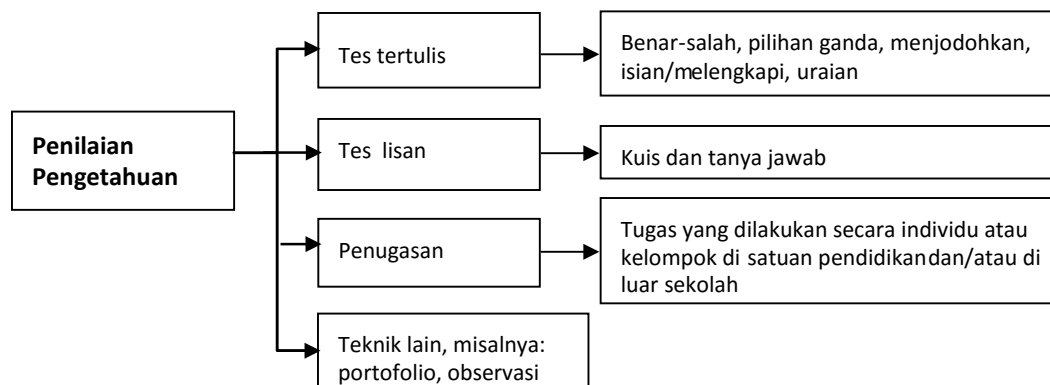 Tes tertulis
Benar-salah, pilihan ganda, menjodohkan,
isian/melengkapi, uraian
Penilaian
Pengetahuan
Tes lisan
Kuis dan tanya jawab
Penugasan
Tugas yang dilakukan secara individu atau
kelompok di satuan pendidikandan/atau di
luar sekolah
Teknik lain, misalnya:
portofolio, observasi